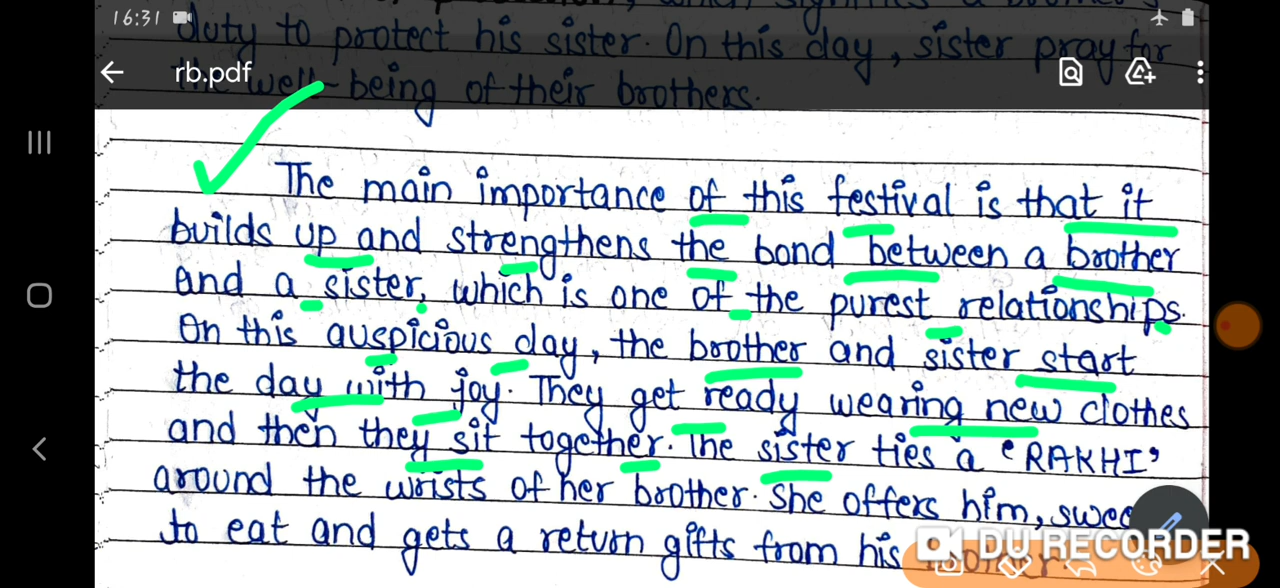 16:31
duty to protect his sister. On this day, sister pray for
rb.pdf
the well-being of their brothers.
The main importance of this festival is that it
builds up and strengthens the bond between a brother
and a sister, which is one of the purest relationships.
On this auspicious day, the brother and sister start
the day with joy. They get ready wearing new clothes
and then they sit together. The sister ties a 'RAKHI'
around the wrists of her brother. She offers him, 
to eat and gets a return gifts from his
DU RECORDER